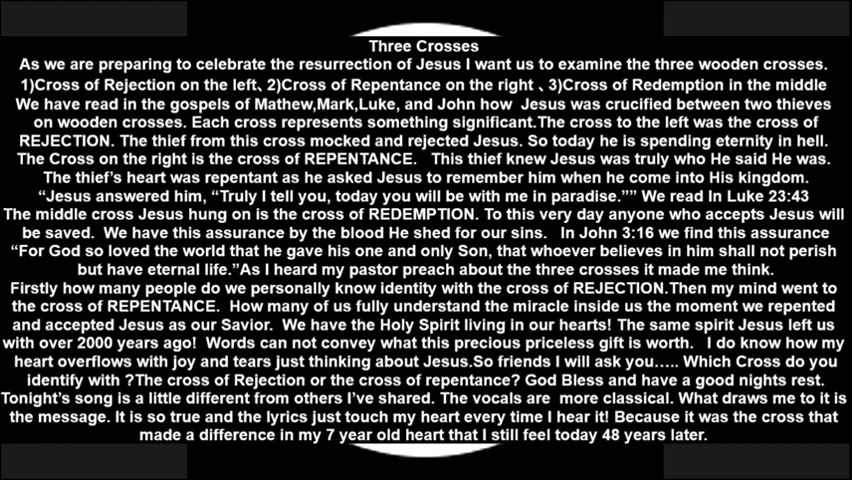 Three Crosses
As we are preparing to celebrate the resurrection of Jesus I want us to examine the three wooden crosses.
1)Cross of Rejection on the left、2)Cross of Repentance on the right 、3)Cross of Redemption in the middle
We have read in the gospels of Mathew,Mark,Luke, and John how  Jesus was crucified between two thieves
on wooden crosses. Each cross represents something significant.The cross to the left was the cross of
REJECTION. The thief from this cross mocked and rejected Jesus. So today he is spending eternity in hell.
The Cross on the right is the cross of REPENTANCE.   This thief knew Jesus was truly who He said He was.
The thief’s heart was repentant as he asked Jesus to remember him when he come into His kingdom.
“Jesus answered him, “Truly I tell you, today you will be with me in paradise.”” We read In Luke 23:43
The middle cross Jesus hung on is the cross of REDEMPTION. To this very day anyone who accepts Jesus will
be saved.  We have this assurance by the blood He shed for our sins.   In John 3:16 we find this assurance
“For God so loved the world that he gave his one and only Son, that whoever believes in him shall not perish
but have eternal life.”As I heard my pastor preach about the three crosses it made me think.
Firstly how many people do we personally know identity with the cross of REJECTION.Then my mind went to
the cross of REPENTANCE.  How many of us fully understand the miracle inside us the moment we repented
and accepted Jesus as our Savior.  We have the Holy Spirit living in our hearts! The same spirit Jesus left us
with over 2000 years ago!  Words can not convey what this precious priceless gift is worth.   I do know how my
heart overflows with joy and tears just thinking about Jesus.So friends I will ask you….. Which Cross do you
identify with ?The cross of Rejection or the cross of repentance? God Bless and have a good nights rest.
Tonight’s song is a little different from others I’ve shared. The vocals are  more classical. What draws me to it is
the message. It is so true and the lyrics just touch my heart every time I hear it! Because it was the cross that
made a difference in my 7 year old heart that I still feel today 48 years later.